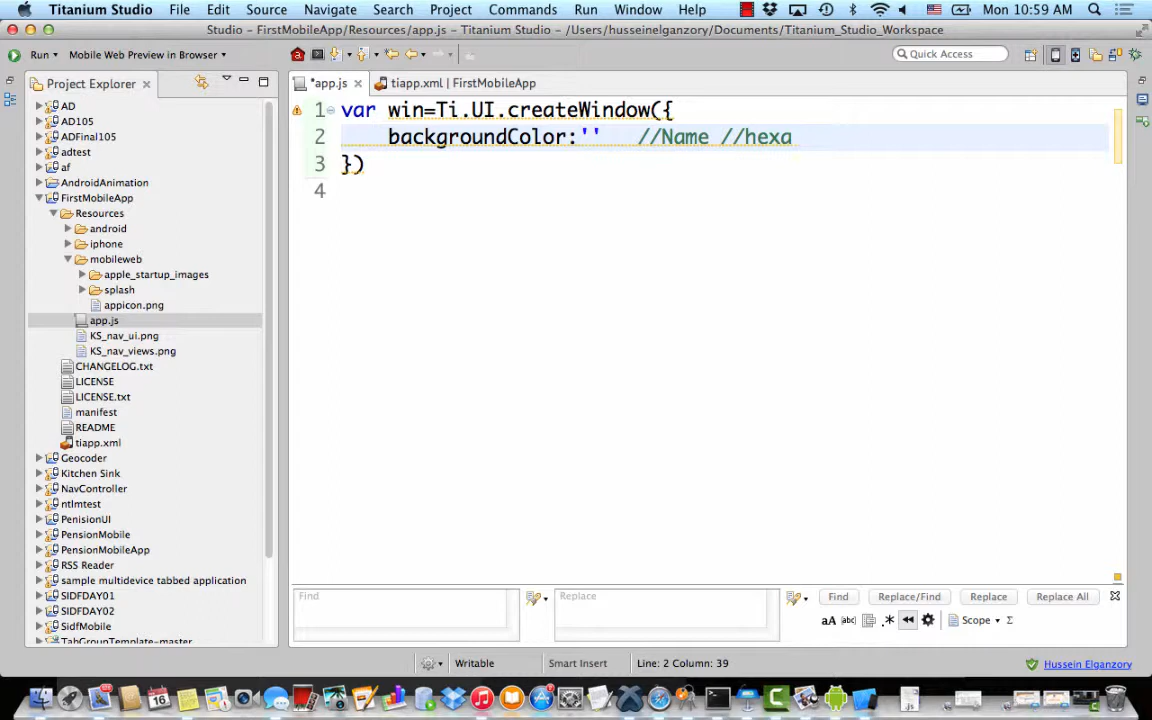 Titanium Studio File Edit Source Navigate Search Project Commands Run Window Help Mon 10:59 AM
Studio - FirstMobileApp/Resources/app.js - Titanium Studio - /Users/husseinelganzory/Documents/Titanium_Studio_Workspace
Run Mobile Web Preview in Browser Quick Access
Project Explorer *app.js tiapp.xml | FirstMobileApp
AD
AD105
ADFinal105
adtest
af
AndroidAnimation
FirstMobileApp
Resources
android
iphone
mobileweb
apple_startup_images
splash
appicon.png
app.js
KS_nav_ui.png
KS_nav_views.png
CHANGELOG.txt
LICENSE
LICENSE.txt
manifest
README
tiapp.xml
Geocoder
Kitchen Sink
NavController
ntlmtest
PenisionUI
PensionMobile
PensionMobileApp
RSS Reader
sample multidevice tabbed application
SIDFDAY01
SIDFDAY02
SidfMobile
TabGroupTemplate-master
1 var win=Ti.UI.createWindow({
2 backgroundColor:'' //Name //hexa
3 })
4
Find Replace Find Replace/Find Replace Replace All
aA [abc] .* Scope Σ
Writable Smart Insert Line: 2 Column: 39 Hussein Elganzory